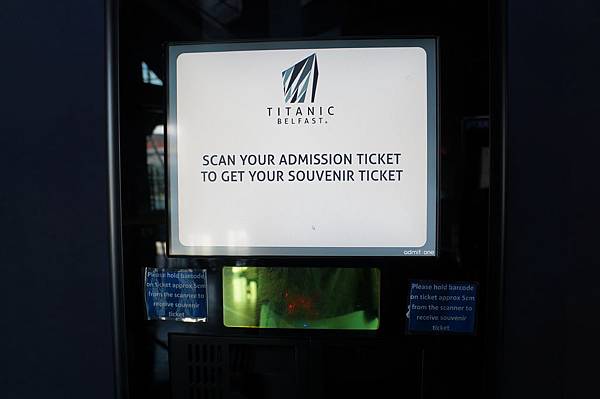 TITANIC
BELFAST
SCAN YOUR ADMISSION TICKET
TO GET YOUR SOUVENIR TICKET
admit one
Please hold barcode
on ticket approx 5cm
from the scanner to
receive souvenir
ticket
Please hold barcode
on ticket approx 5cm
from the scanner to
receive souvenir
ticket